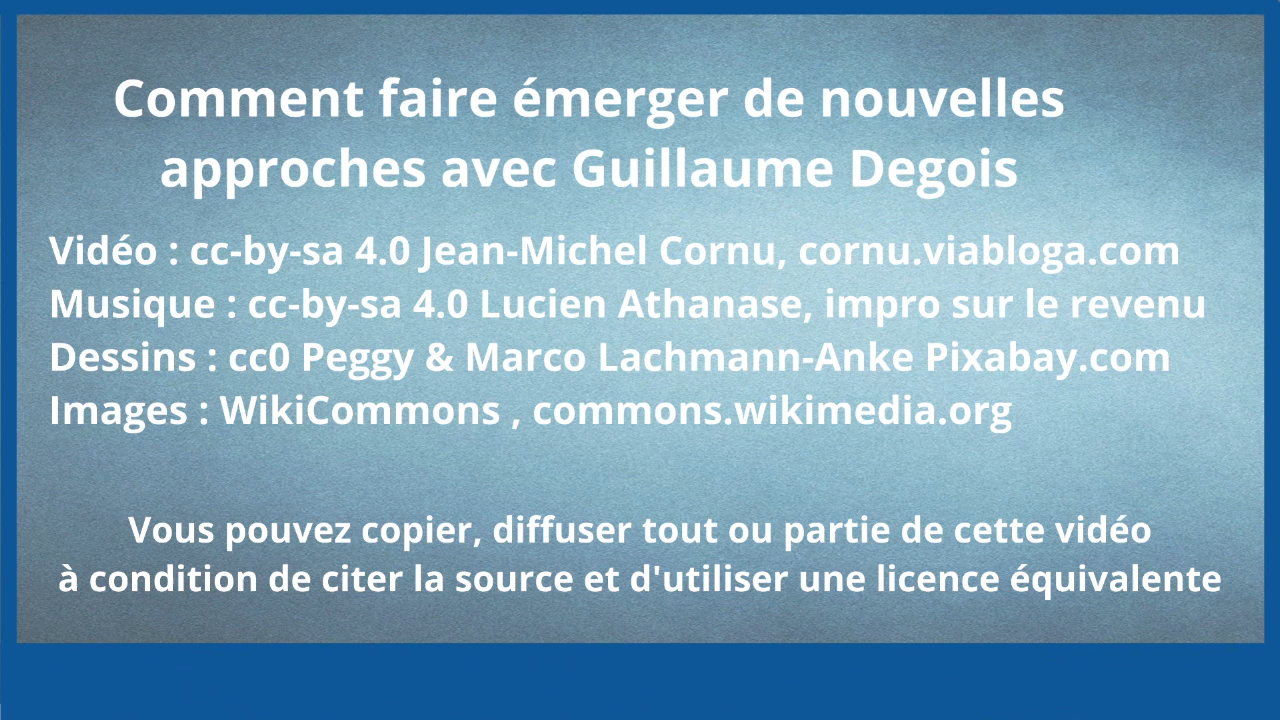 Comment faire émerger de nouvelles
approches avec Guillaume Degois
Vidéo : cc-by-sa 4.0 Jean-Michel Cornu, cornu.viabloga.com
Musique : cc-by-sa 4.0 Lucien Athanase, impro sur le revenu
Dessins : cc0 Peggy & Marco Lachmann-Anke Pixabay.com
Images : WikiCommons , commons.wikimedia.org
Vous pouvez copier, diffuser tout ou partie de cette vidéo
à condition de citer la source et d'utiliser une licence équivalente